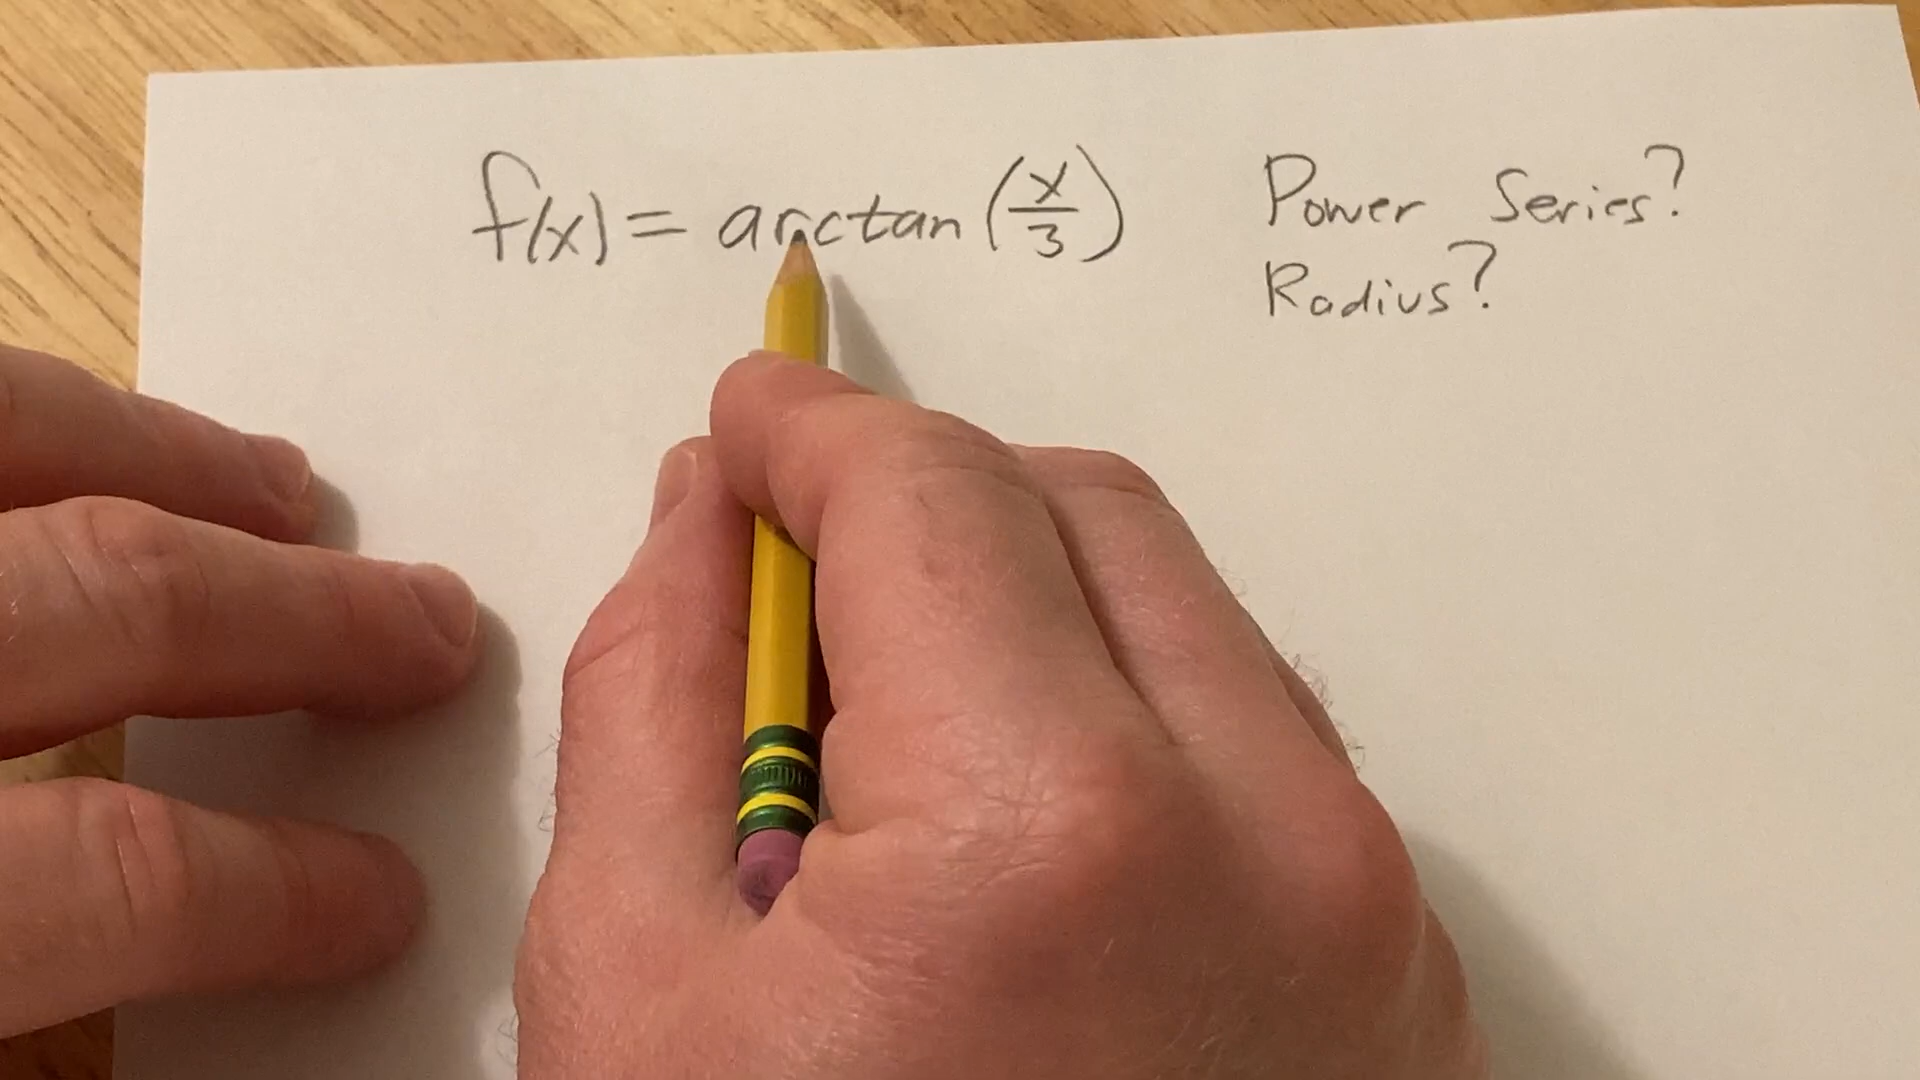 f(x) = arctan (x/3) Power Series?
Radius?